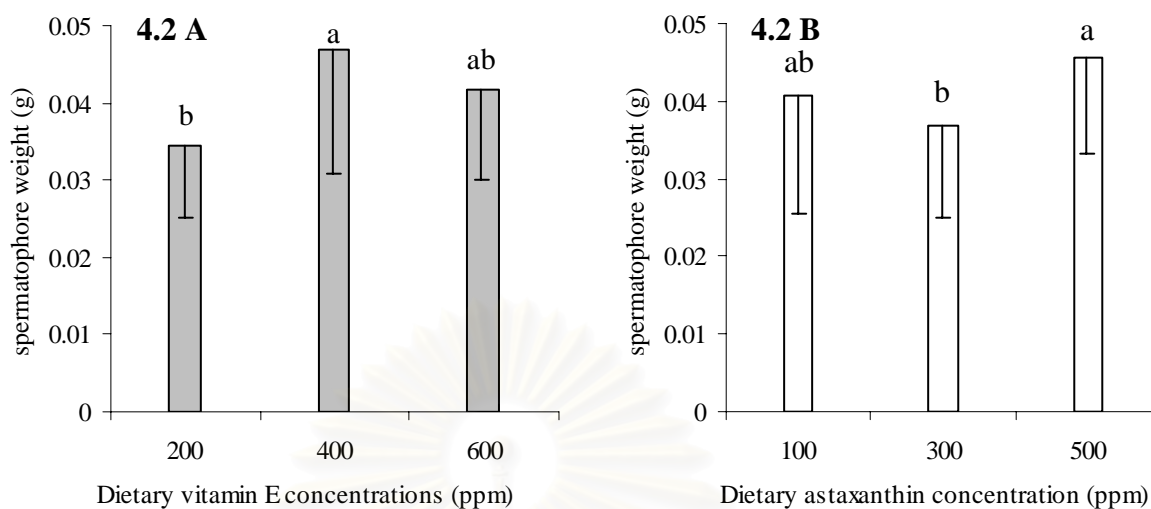 4.2 A
spermatophore weight (g)
0.05
0.04
0.03
0.02
0.01
0
b
a
ab
200 400 600
Dietary vitamin E concentrations (ppm)
4.2 B
spermatophore weight (g)
0.05
0.04
0.03
0.02
0.01
0
ab
b
a
100 300 500
Dietary astaxanthin concentration (ppm)